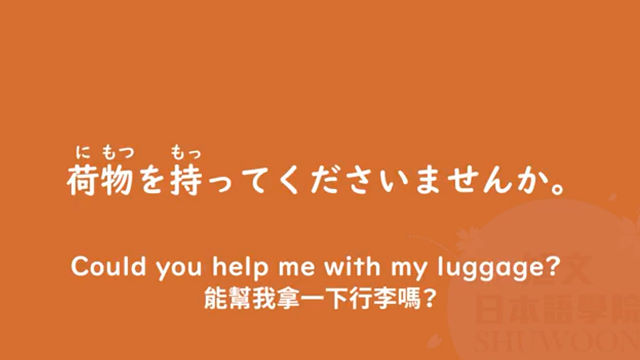 に もつ もっ
荷物を持ってくださいませんか。
Could you help me with my luggage?
能幫我拿一下行李嗎？
日本語學院
SHUWOON